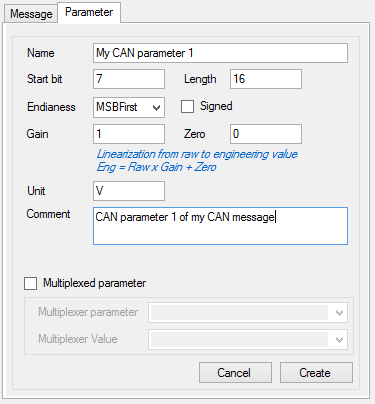 Message Parameter
Name My CAN parameter 1
Start bit 7 Length 16
Endianess MSBFirst Signed
Gain 1 Zero 0
Linearization from raw to engineering value
Eng = Raw x Gain + Zero
Unit V
Comment CAN parameter 1 of my CAN message
Multiplexed parameter
Multiplexer parameter
Multiplexer Value
Cancel Create